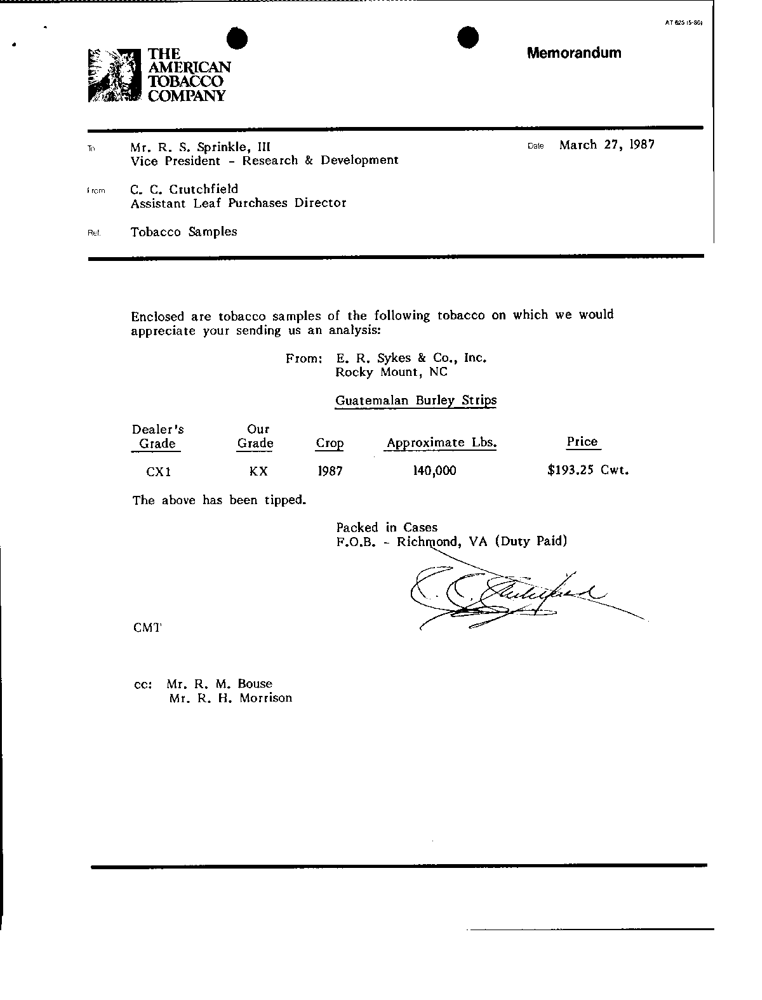 AT 825 (5-86)
THE
AMERICAN
TOBACCO
COMPANY
Memorandum
To Mr. R. S. Sprinkle, III Date March 27, 1987
Vice President - Research & Development
From C. C. Crutchfield
Assistant Leaf Purchases Director
Ref. Tobacco Samples
Enclosed are tobacco samples of the following tobacco on which we would
appreciate your sending us an analysis:
From: E. R. Sykes & Co., Inc.
Rocky Mount, NC
Guatemalan Burley Strips
Dealer's Our
Grade Grade Crop Approximate Lbs. Price
CX1 KX 1987 140,000 $193.25 Cwt.
The above has been tipped.
Packed in Cases
F.O.B. - Richmond, VA (Duty Paid)
C. C. Crutchfield
CMT
cc: Mr. R. M. Bouse
Mr. R. H. Morrison